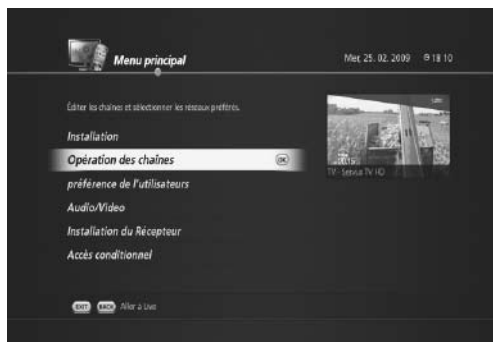 Menu principal
Mer, 25. 02. 2009 18 10
Éditer les chaînes et sélectionner les réseaux préférés.
Installation
Opération des chaînes OK
TV - Servus TV HD
préférence de l'utilisateurs
Audio/Video
Installation du Récepteur
Accès conditionnel
EXIT BACK Aller à Live